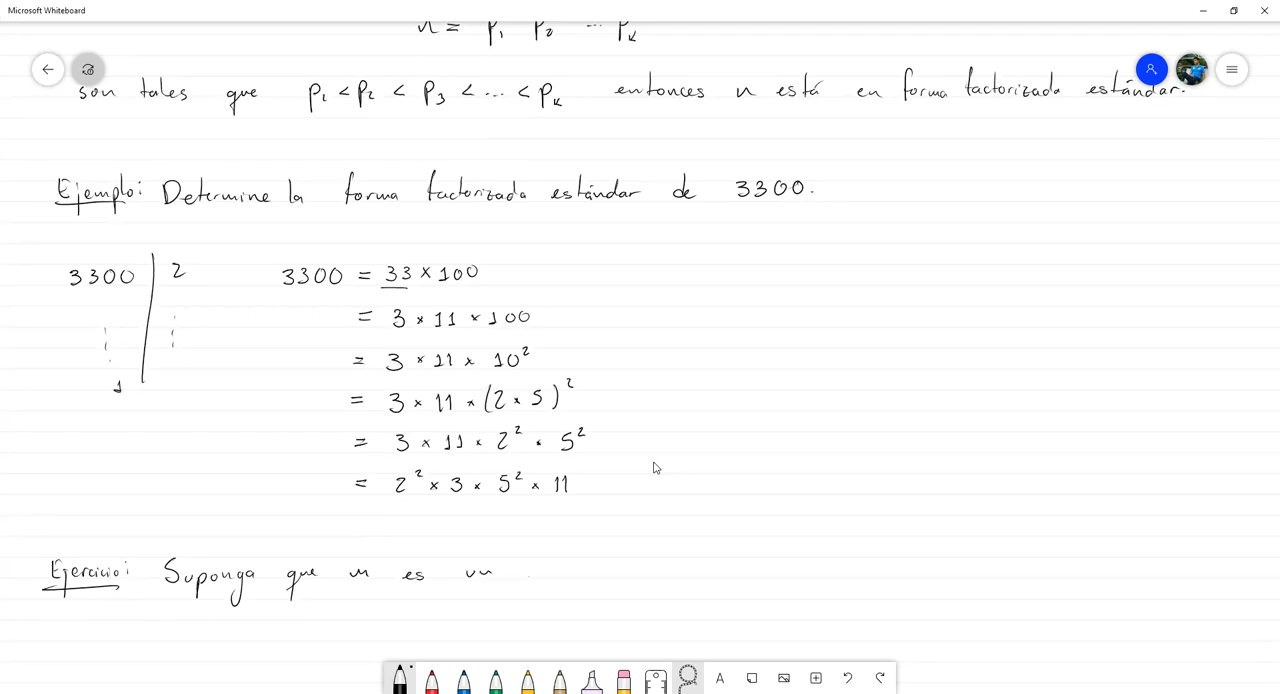 Microsoft Whiteboard
n = p₁ p₂ ... pₖ
son tales que p₁ < p₂ < p₃ < ... < pₖ entonces n está en forma factorizada estándar.
Ejemplo: Determine la forma factorizada estándar de 3300.
3300 | 2
1
3300 = 33 × 100
= 3 × 11 × 100
= 3 × 11 × 10²
= 3 × 11 × (2 × 5)²
= 3 × 11 × 2² × 5²
= 2² × 3 × 5² × 11
Ejercicio: Suponga que n es un